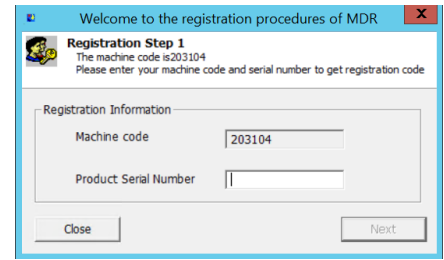 Welcome to the registration procedures of MDR
X
Registration Step 1
The machine code is203104
Please enter your machine code and serial number to get registration code
Registration Information
Machine code
203104
Product Serial Number
Close
Next